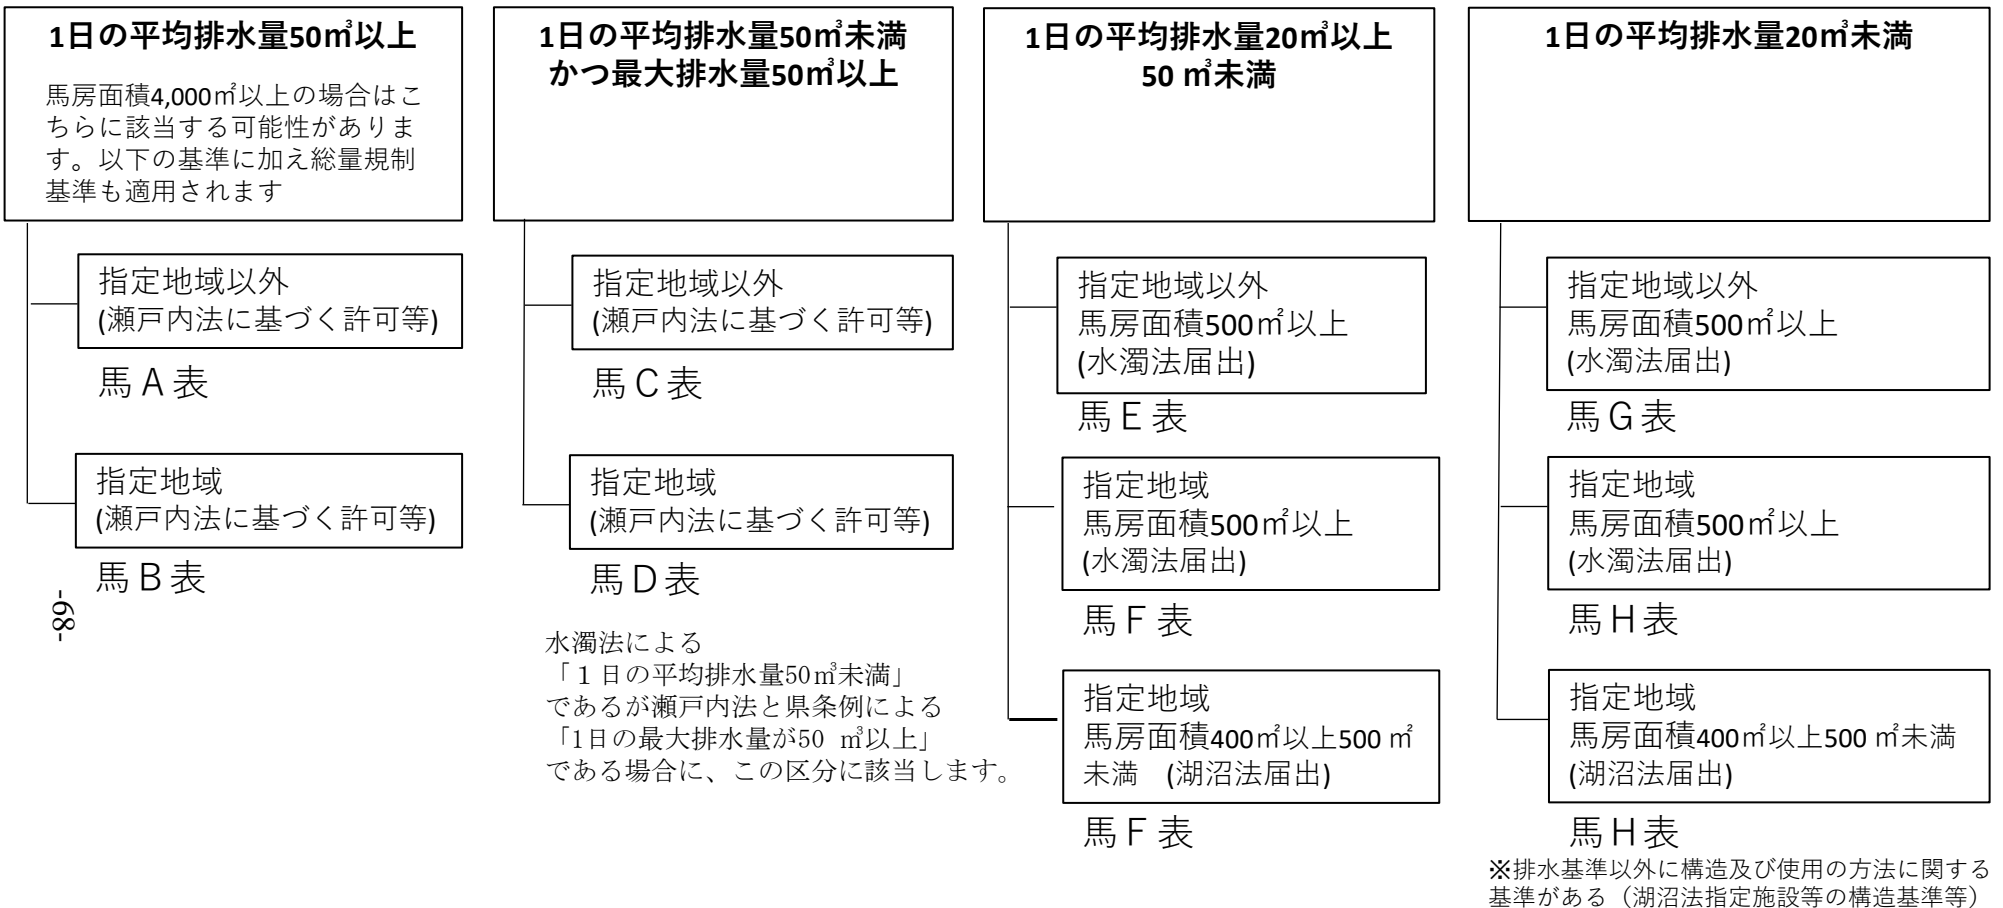 1日の平均排水量50㎥以上
馬房面積4,000㎡以上の場合はこ
ちらに該当する可能性がありま
す。以下の基準に加え総量規制
基準も適用されます
指定地域以外
(瀬戸内法に基づく許可等)
馬Ａ表
指定地域
(瀬戸内法に基づく許可等)
馬Ｂ表
-68-
1日の平均排水量50㎥未満
かつ最大排水量50㎥以上
指定地域以外
(瀬戸内法に基づく許可等)
馬Ｃ表
指定地域
(瀬戸内法に基づく許可等)
馬Ｄ表
水濁法による
「１日の平均排水量50㎥未満」
であるが瀬戸内法と県条例による
「1日の最大排水量が50 ㎥以上」
である場合に、この区分に該当します。
1日の平均排水量20㎥以上
50 ㎥未満
指定地域以外
馬房面積500㎡以上
(水濁法届出)
馬Ｅ表
指定地域
馬房面積500㎡以上
(水濁法届出)
馬Ｆ表
指定地域
馬房面積400㎡以上500 ㎡
未満　(湖沼法届出)
馬Ｆ表
1日の平均排水量20㎥未満
指定地域以外
馬房面積500㎡以上
(水濁法届出)
馬Ｇ表
指定地域
馬房面積500㎡以上
(水濁法届出)
馬Ｈ表
指定地域
馬房面積400㎡以上500 ㎡未満
(湖沼法届出)
馬Ｈ表
※排水基準以外に構造及び使用の方法に関する
基準がある（湖沼法指定施設等の構造基準等）